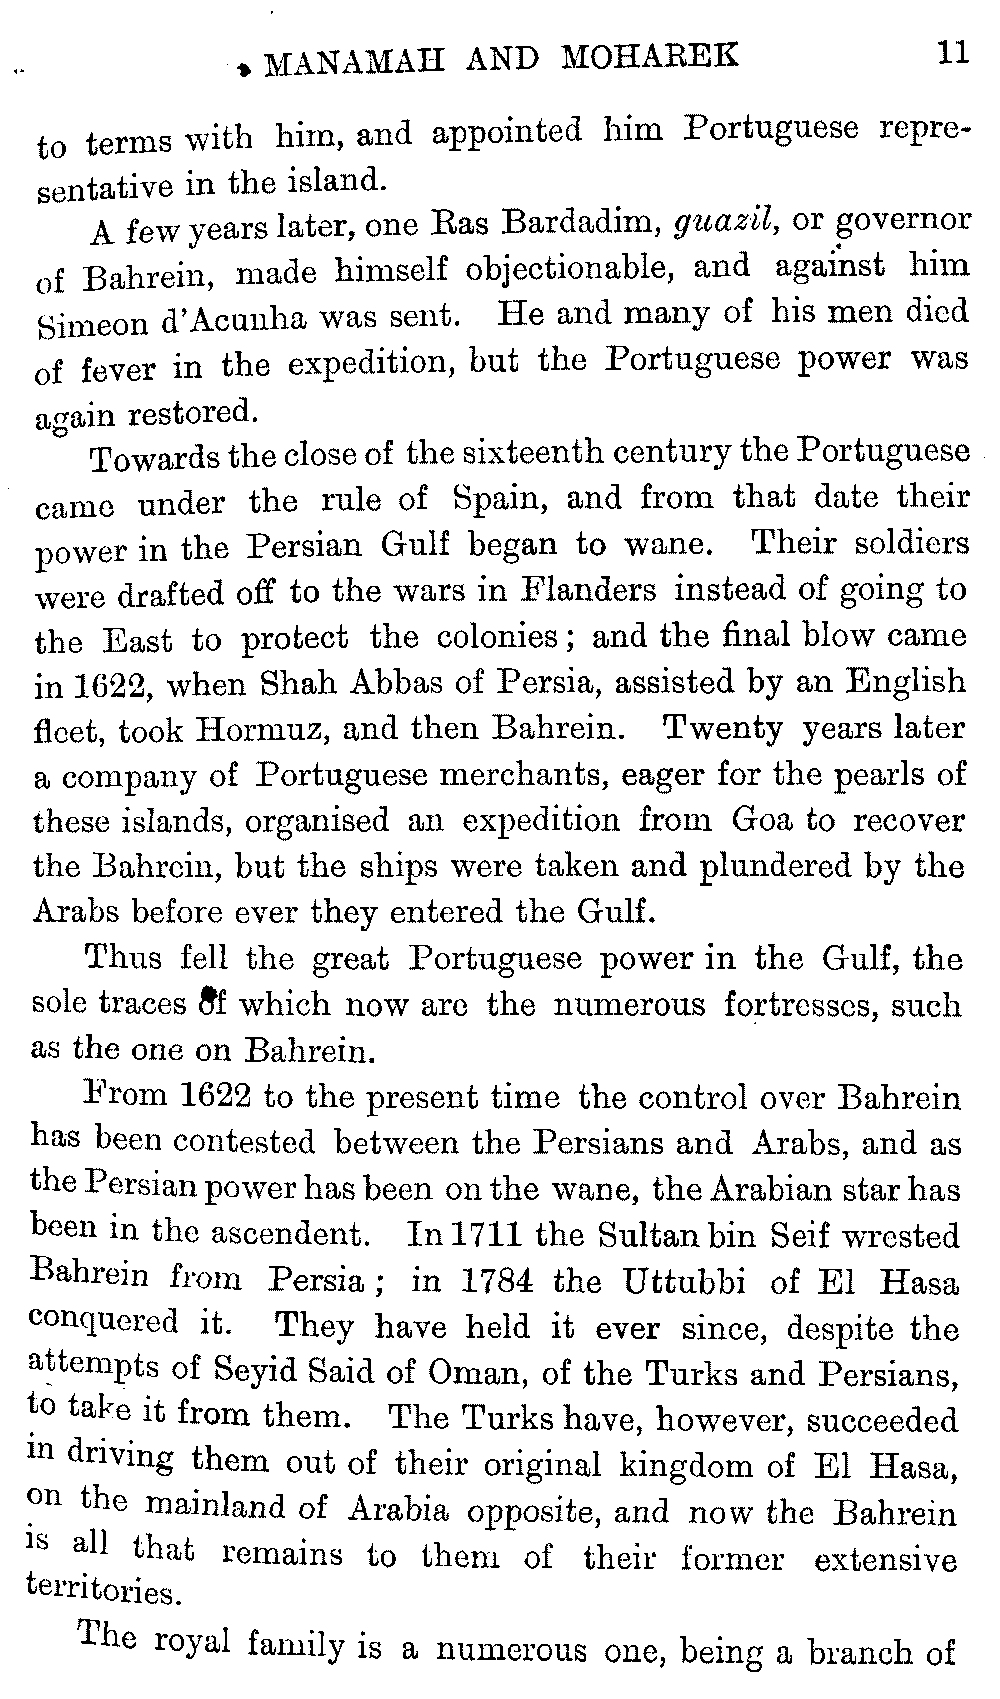 MANAMAH AND MOHAREK 11
to terms with him, and appointed him Portuguese repre-
sentative in the island.
A few years later, one Ras Bardadim, guazil, or governor
of Bahrein, made himself objectionable, and against him
Simeon d'Acunha was sent. He and many of his men died
of fever in the expedition, but the Portuguese power was
again restored.
Towards the close of the sixteenth century the Portuguese
came under the rule of Spain, and from that date their
power in the Persian Gulf began to wane. Their soldiers
were drafted off to the wars in Flanders instead of going to
the East to protect the colonies; and the final blow came
in 1622, when Shah Abbas of Persia, assisted by an English
fleet, took Hormuz, and then Bahrein. Twenty years later
a company of Portuguese merchants, eager for the pearls of
these islands, organised an expedition from Goa to recover
the Bahrein, but the ships were taken and plundered by the
Arabs before ever they entered the Gulf.
Thus fell the great Portuguese power in the Gulf, the
sole traces of which now are the numerous fortresses, such
as the one on Bahrein.
From 1622 to the present time the control over Bahrein
has been contested between the Persians and Arabs, and as
the Persian power has been on the wane, the Arabian star has
been in the ascendent. In 1711 the Sultan bin Seif wrested
Bahrein from Persia; in 1784 the Uttubbi of El Hasa
conquered it. They have held it ever since, despite the
attempts of Seyid Said of Oman, of the Turks and Persians,
to take it from them. The Turks have, however, succeeded
in driving them out of their original kingdom of El Hasa,
on the mainland of Arabia opposite, and now the Bahrein
is all that remains to them of their former extensive
territories.
The royal family is a numerous one, being a branch of